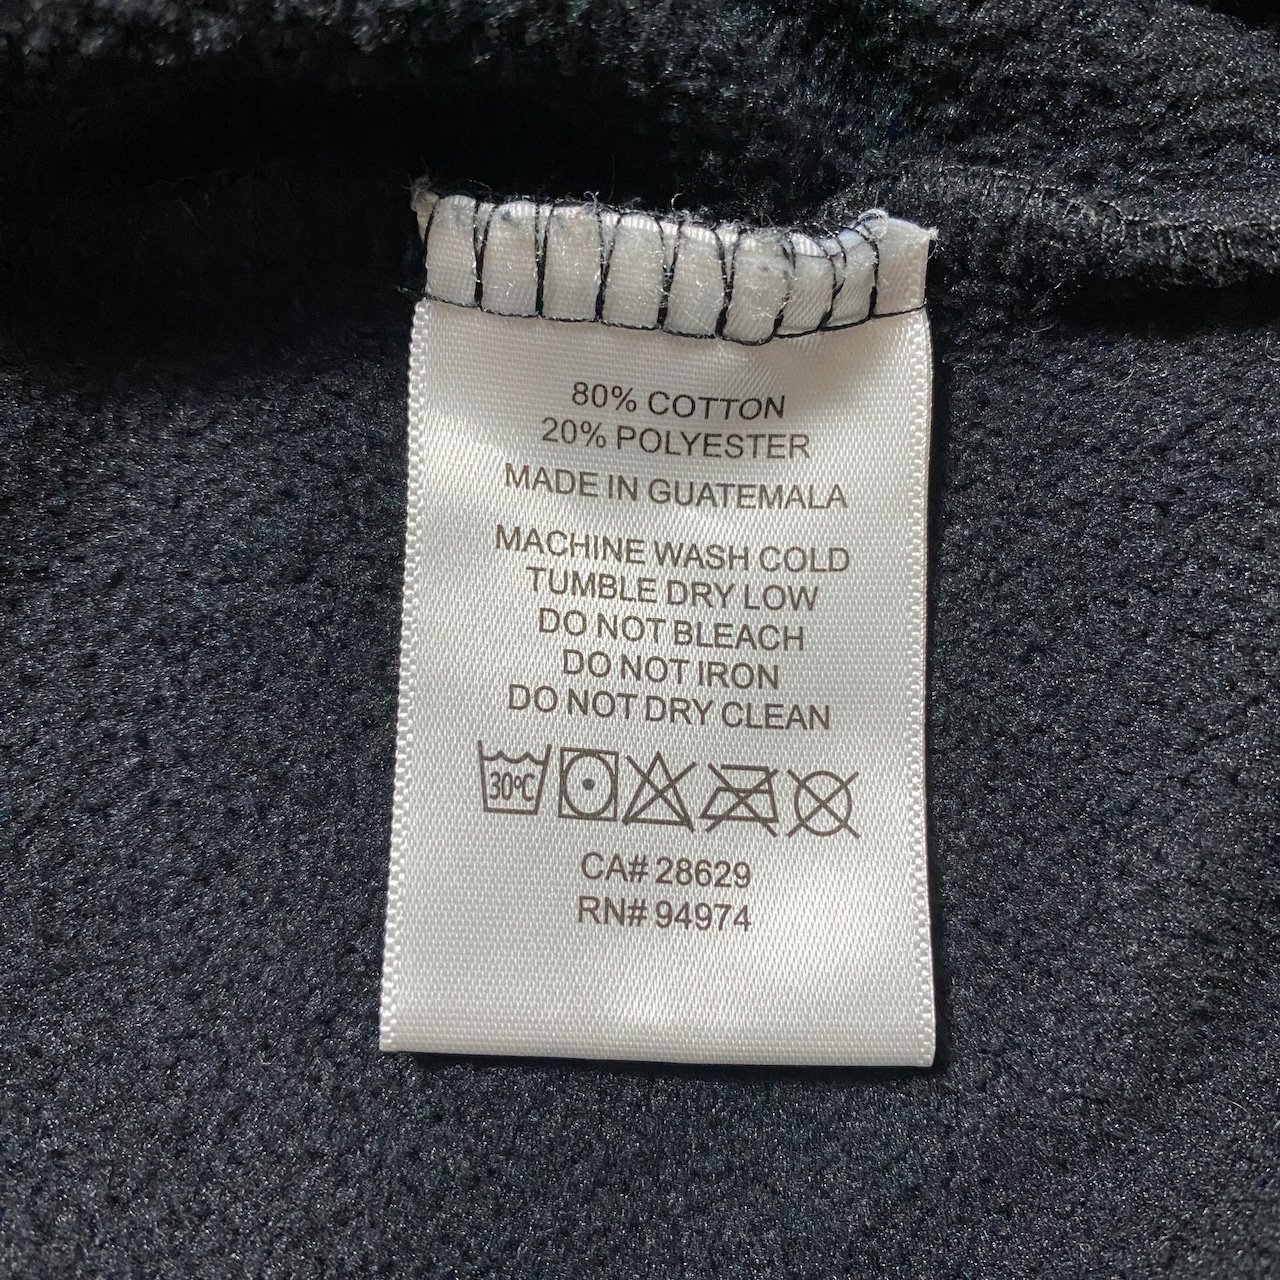 80% COTTON
20% POLYESTER
MADE IN GUATEMALA
MACHINE WASH COLD
TUMBLE DRY LOW
DO NOT BLEACH
DO NOT IRON
DO NOT DRY CLEAN
30ºC
CA# 28629
RN# 94974